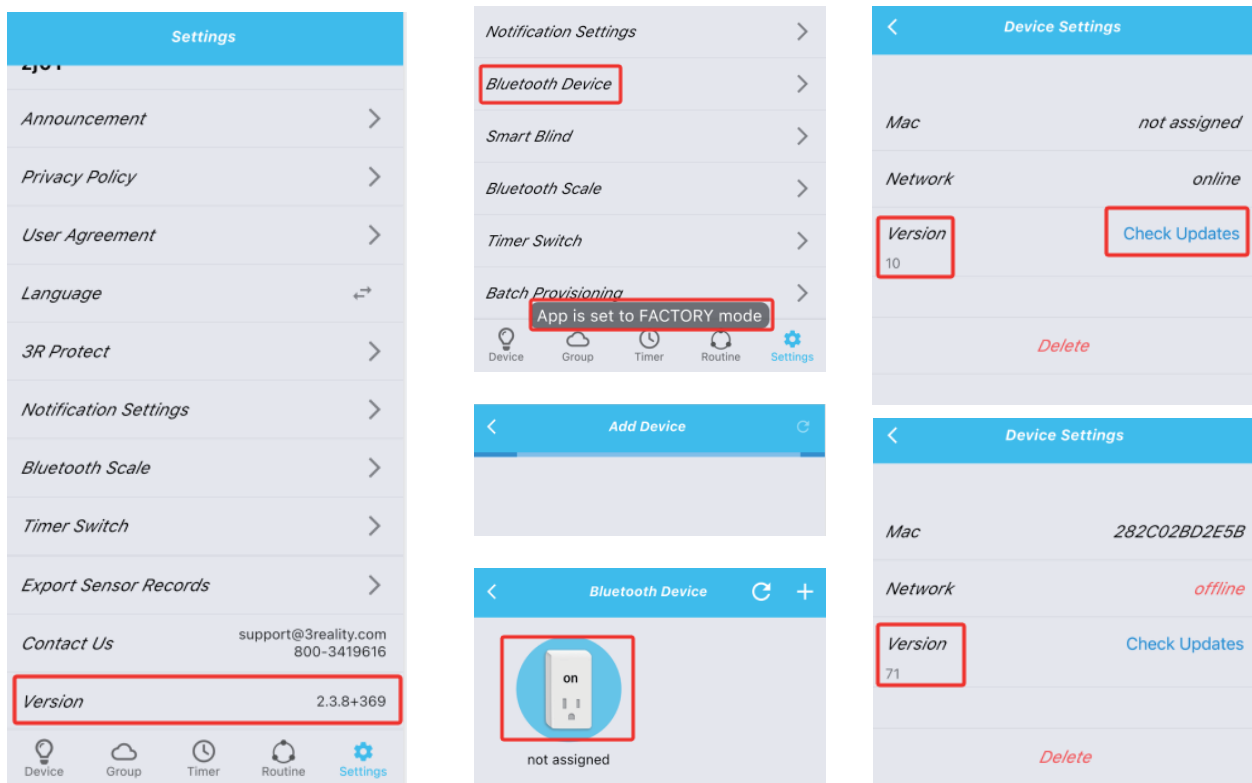 Settings
Announcement
Privacy Policy
User Agreement
Language
3R Protect
Notification Settings
Bluetooth Scale
Timer Switch
Export Sensor Records
Contact Us
support@3reality.com
800-3419616
Version
2.3.8+369
Device
Group
Timer
Routine
Settings
Notification Settings
Bluetooth Device
Smart Blind
Bluetooth Scale
Timer Switch
Batch Provisioning
App is set to FACTORY mode
Device
Group
Timer
Routine
Settings
Add Device
Bluetooth Device
on
not assigned
Device Settings
Mac
not assigned
Network
online
Version
Check Updates
10
Delete
Device Settings
Mac
282C02BD2E5B
Network
offline
Version
Check Updates
71
Delete